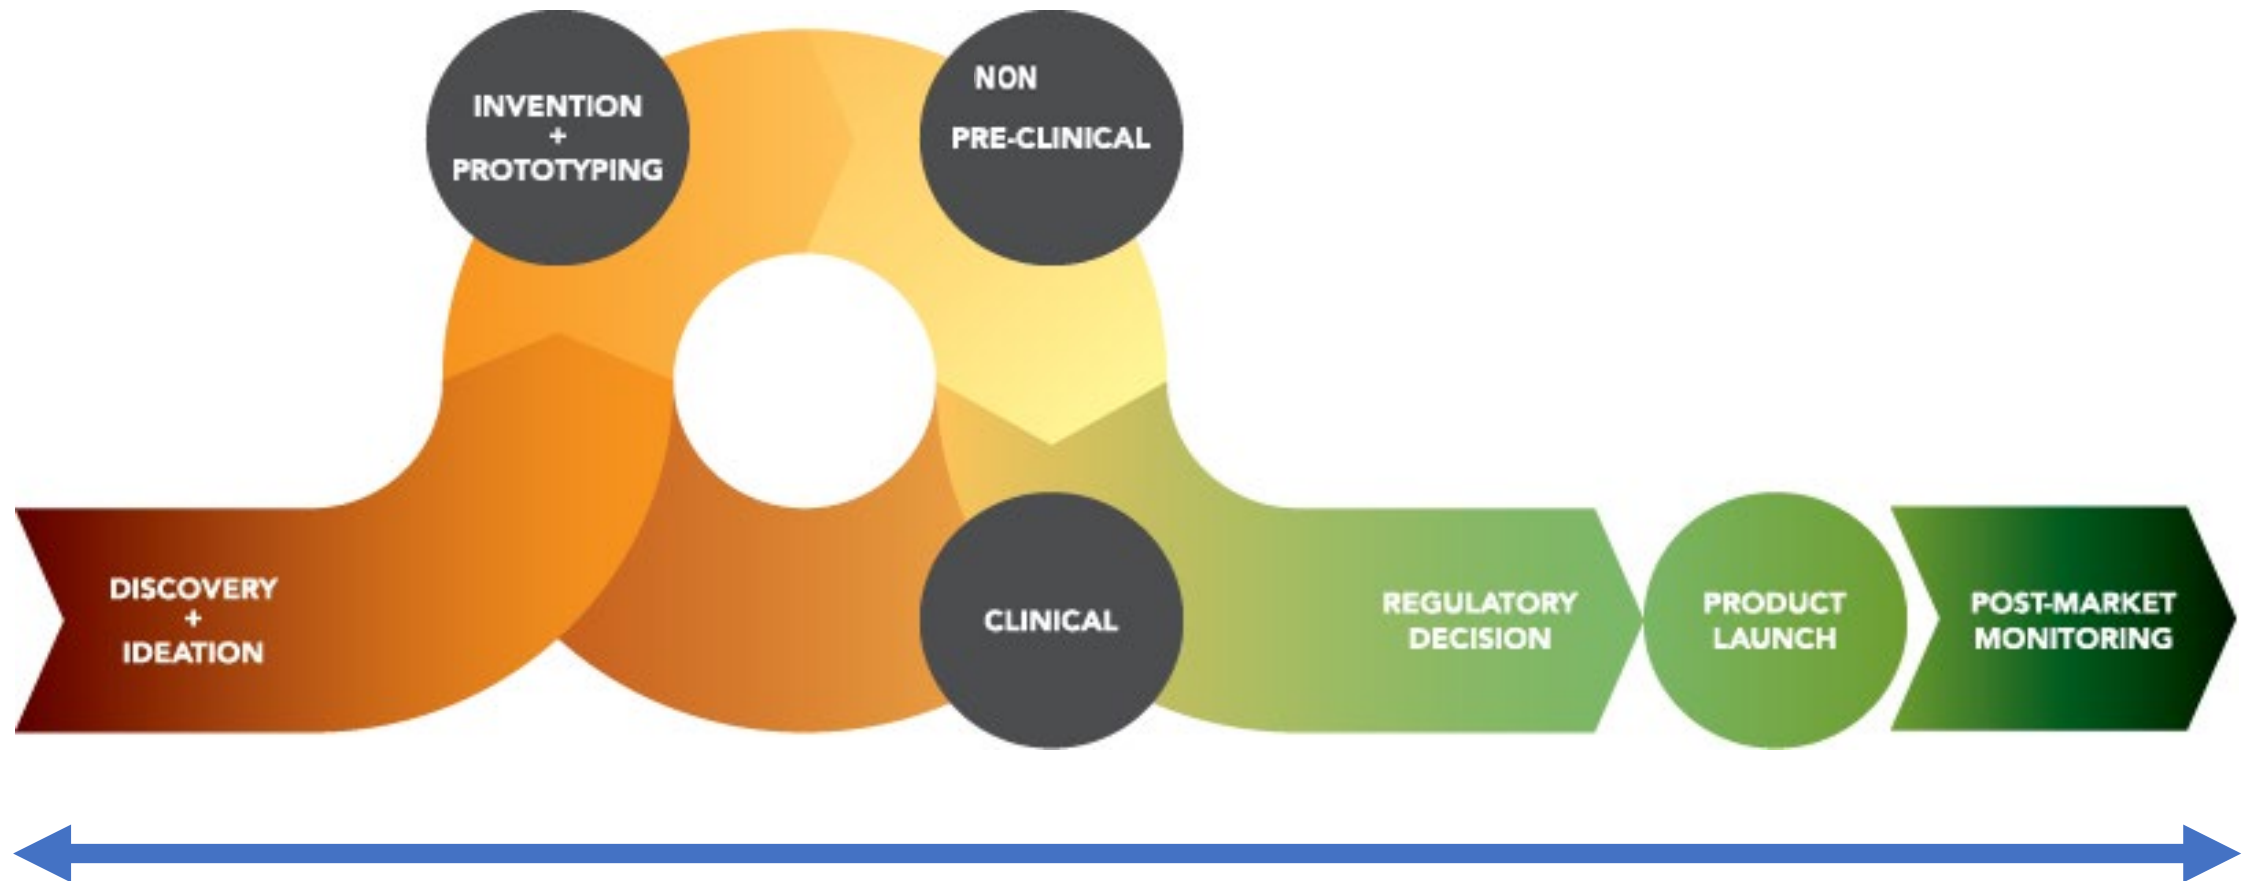 DISCOVERY
+
IDEATION
INVENTION
+
PROTOTYPING
NON
PRE-CLINICAL
CLINICAL
REGULATORY
DECISION
PRODUCT
LAUNCH
POST-MARKET
MONITORING